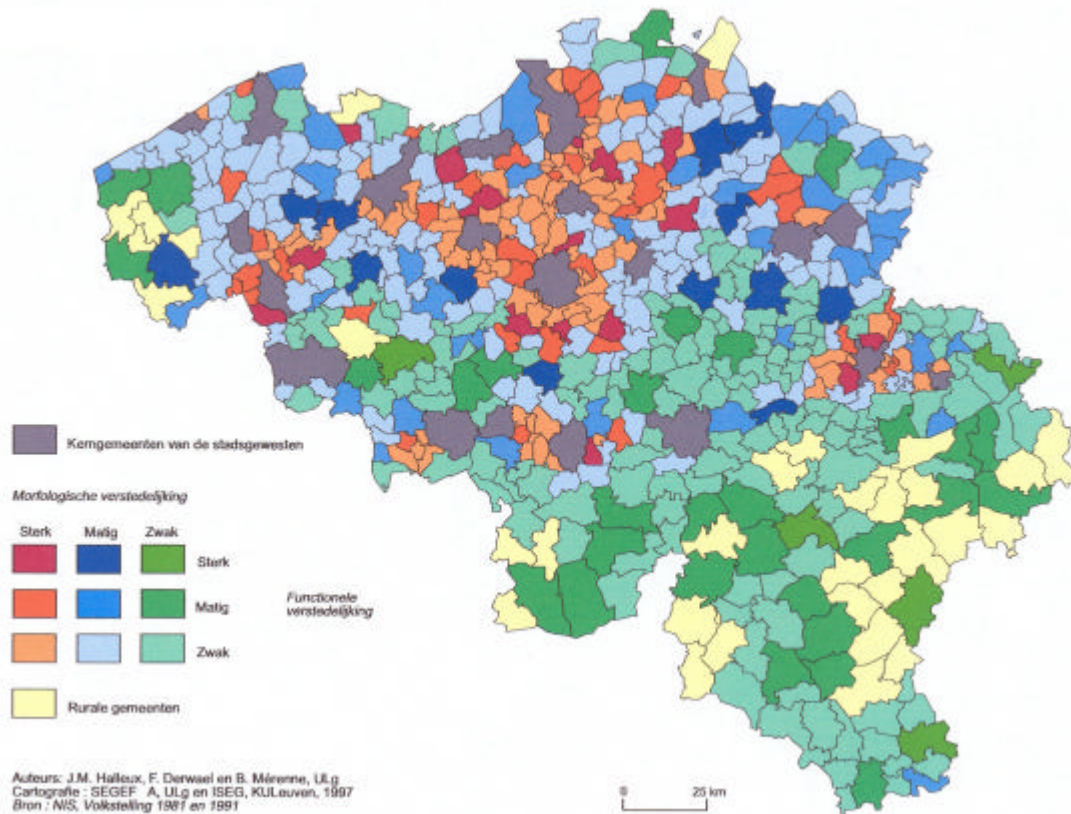 Kerngemeenten van de stadsgewesten
Morfologische verstedelijking
Sterk Matig Zwak
Sterk
Matig
Functionele
verstedelijking
Zwak
Rurale gemeenten
Auteurs: J.M. Halleux, F. Derwael en B. Mérenne, ULg
Cartografie : SEGEF A, ULg en ISEG, KULeuven, 1997
Bron : NIS, Volkstelling 1981 en 1991
0 25 km